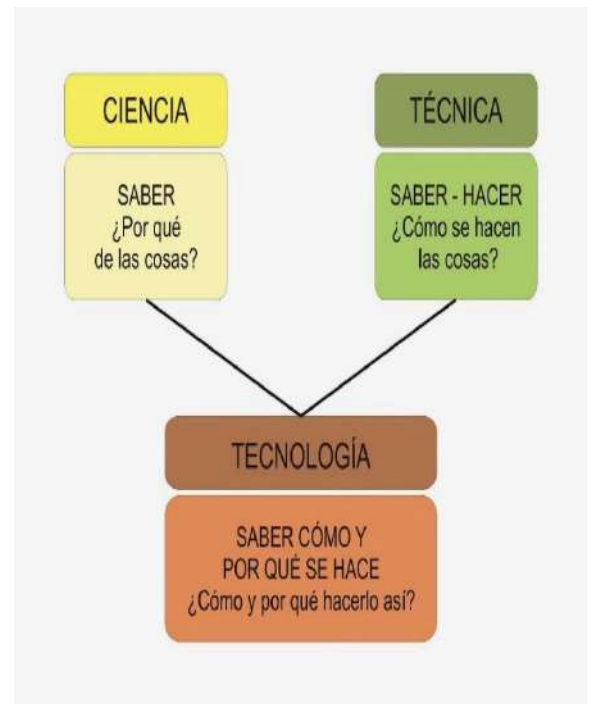 CIENCIA
SABER
¿Por qué
de las cosas?
TÉCNICA
SABER - HACER
¿Cómo se hacen
las cosas?
TECNOLOGÍA
SABER CÓMO Y
POR QUÉ SE HACE
¿Cómo y por qué hacerlo así?